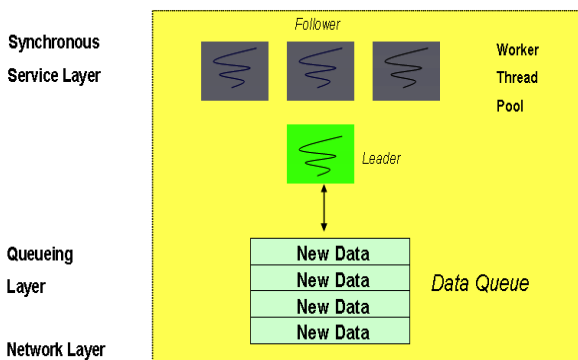 Follower
Synchronous
Service Layer
Worker
Thread
Pool
Leader
Queueing
Layer
New Data
New Data
New Data
New Data
Data Queue
Network Layer